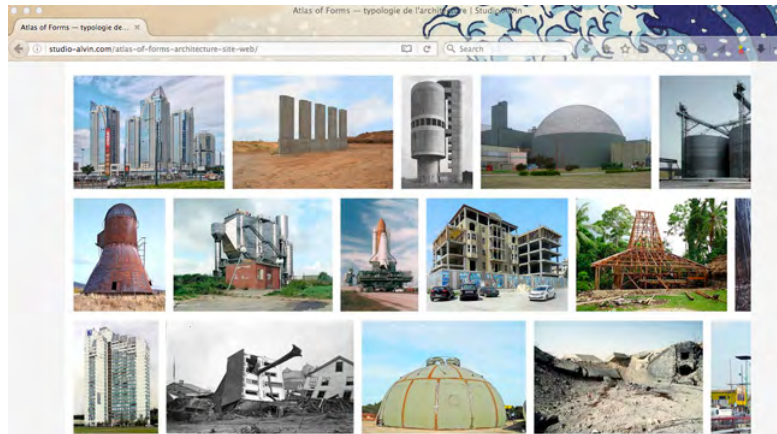 Atlas of Forms — typologie de l'architecture | Studio-alvin
Atlas of Forms — typologie de...
studio-alvin.com/atlas-of-forms-architecture-site-web/
Search